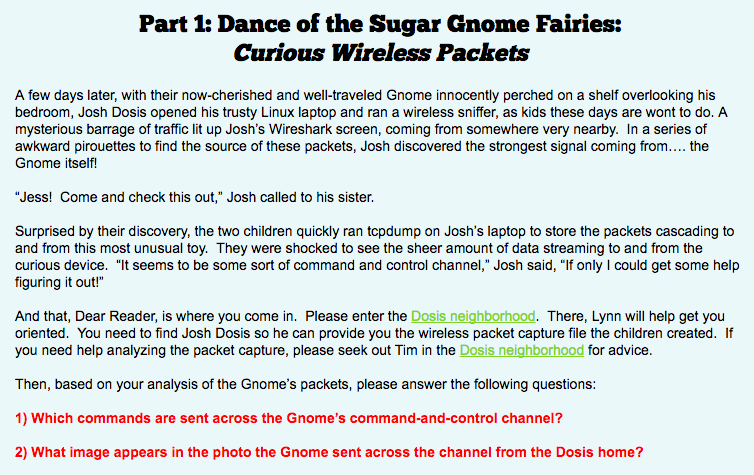 Part 1: Dance of the Sugar Gnome Fairies:
Curious Wireless Packets
A few days later, with their now-cherished and well-traveled Gnome innocently perched on a shelf overlooking his
bedroom, Josh Dosis opened his trusty Linux laptop and ran a wireless sniffer, as kids these days are wont to do. A
mysterious barrage of traffic lit up Josh’s Wireshark screen, coming from somewhere very nearby.  In a series of
awkward pirouettes to find the source of these packets, Josh discovered the strongest signal coming from…. the
Gnome itself!
“Jess!  Come and check this out,” Josh called to his sister.
Surprised by their discovery, the two children quickly ran tcpdump on Josh’s laptop to store the packets cascading to
and from this most unusual toy.  They were shocked to see the sheer amount of data streaming to and from the
curious device.  “It seems to be some sort of command and control channel,” Josh said, “If only I could get some help
figuring it out!”
And that, Dear Reader, is where you come in.  Please enter the Dosis neighborhood.  There, Lynn will help get you
oriented.  You need to find Josh Dosis so he can provide you the wireless packet capture file the children created.  If
you need help analyzing the packet capture, please seek out Tim in the Dosis neighborhood for advice.
Then, based on your analysis of the Gnome’s packets, please answer the following questions:
1) Which commands are sent across the Gnome’s command-and-control channel?
2) What image appears in the photo the Gnome sent across the channel from the Dosis home?